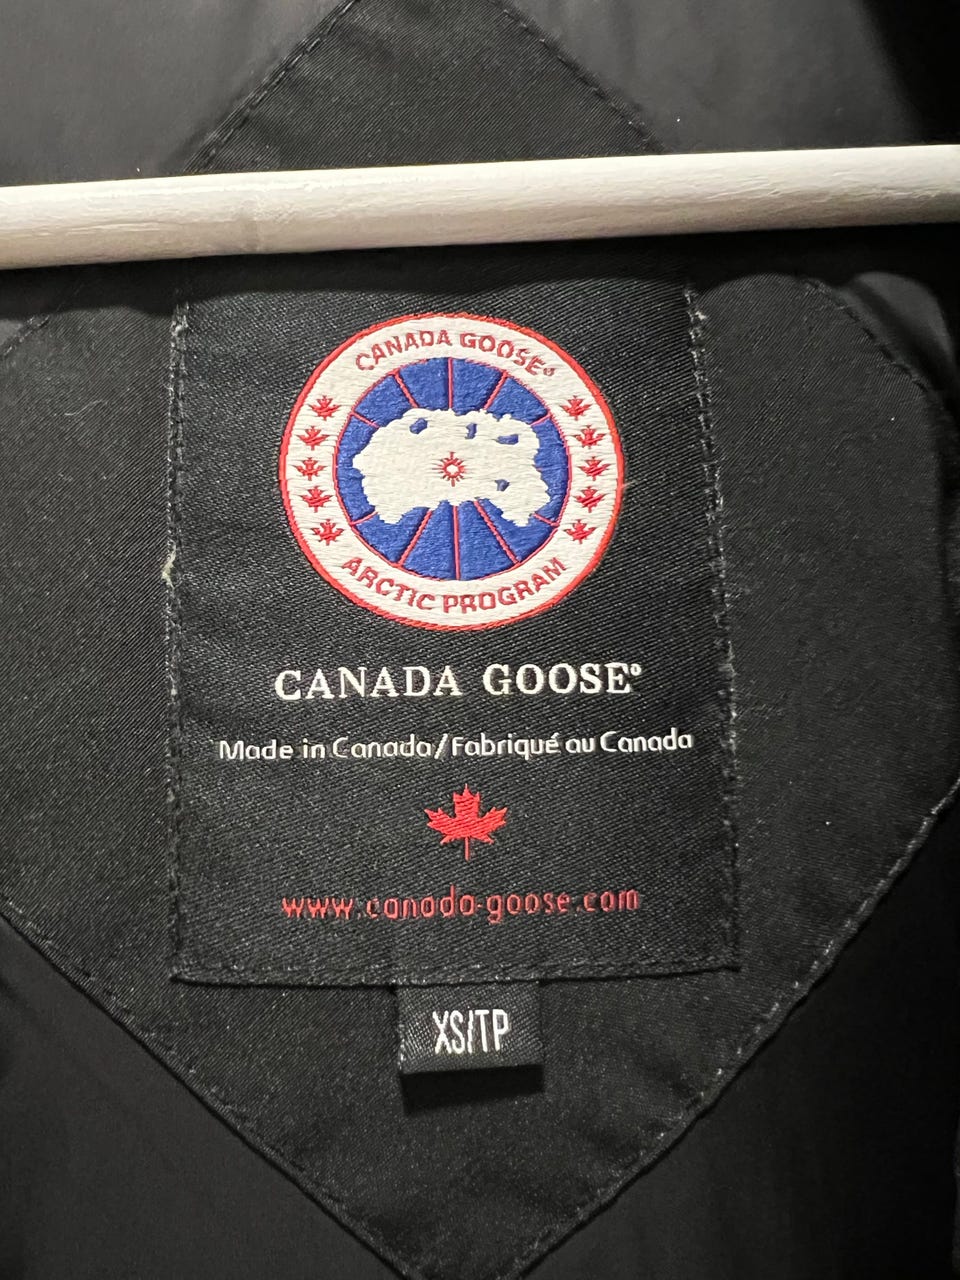 CANADA GOOSE®
ARCTIC PROGRAM
CANADA GOOSE®
Made in Canada/Fabriqué au Canada
www.canada-goose.com
XS/TP